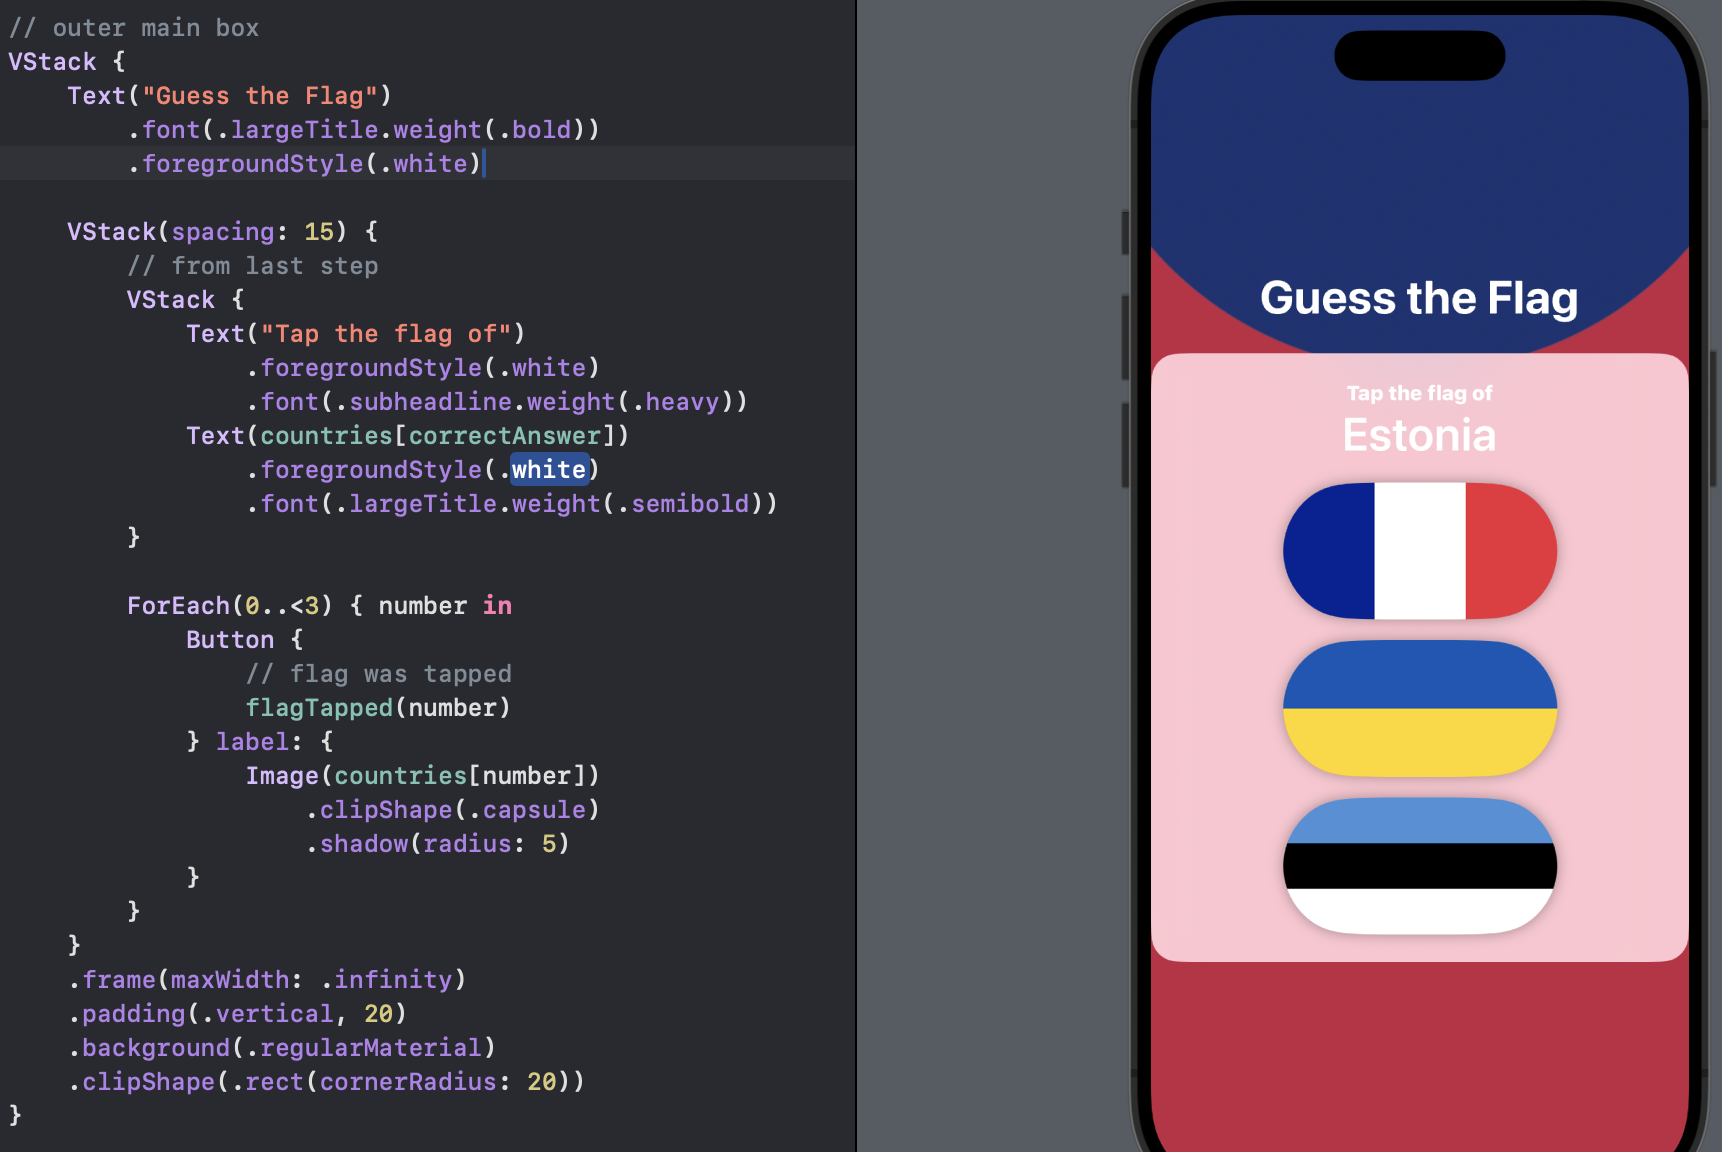 // outer main box
VStack {
    Text("Guess the Flag")
        .font(.largeTitle.weight(.bold))
        .foregroundStyle(.white)

    VStack(spacing: 15) {
        // from last step
        VStack {
            Text("Tap the flag of")
                .foregroundStyle(.white)
                .font(.subheadline.weight(.heavy))
            Text(countries[correctAnswer])
                .foregroundStyle(.white)
                .font(.largeTitle.weight(.semibold))
        }

        ForEach(0..<3) { number in
            Button {
                // flag was tapped
                flagTapped(number)
            } label: {
                Image(countries[number])
                    .clipShape(.capsule)
                    .shadow(radius: 5)
            }
        }
    }
    .frame(maxWidth: .infinity)
    .padding(.vertical, 20)
    .background(.regularMaterial)
    .clipShape(.rect(cornerRadius: 20))
}
Guess the Flag
Tap the flag of
Estonia